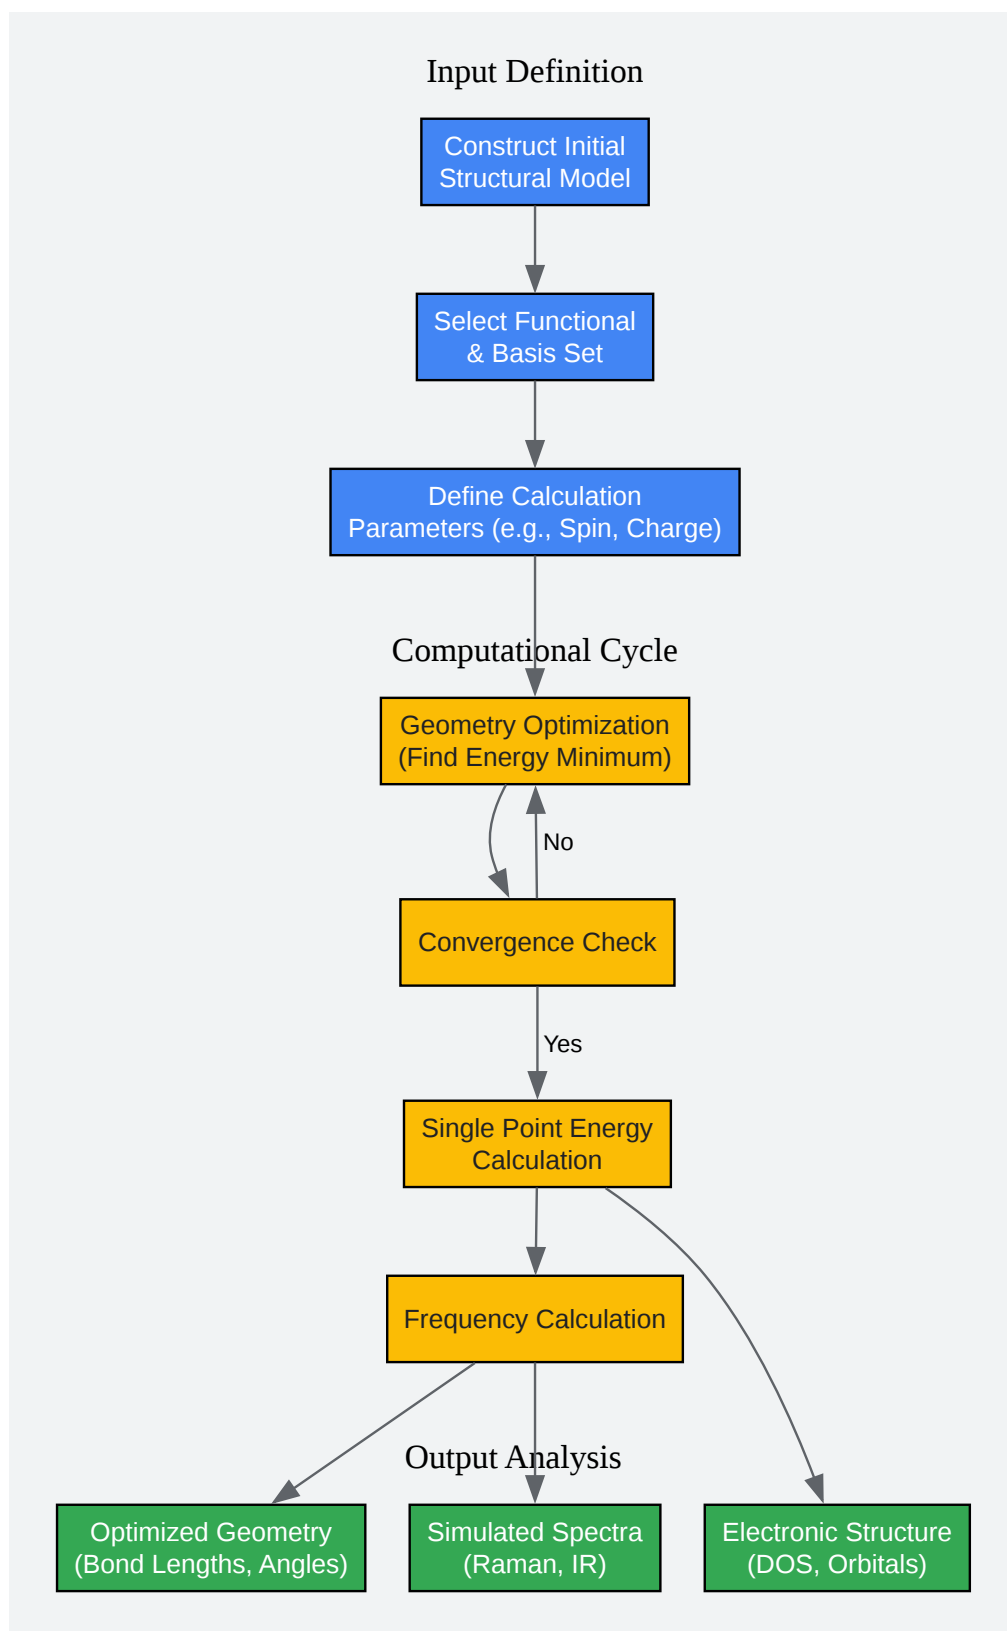 Input Definition
Construct Initial
Structural Model
Select Functional
& Basis Set
Define Calculation
Parameters (e.g., Spin, Charge)
Computational Cycle
Geometry Optimization
(Find Energy Minimum)
No
Convergence Check
Yes
Single Point Energy
Calculation
Frequency Calculation
Output Analysis
Optimized Geometry
(Bond Lengths, Angles)
Simulated Spectra
(Raman, IR)
Electronic Structure
(DOS, Orbitals)